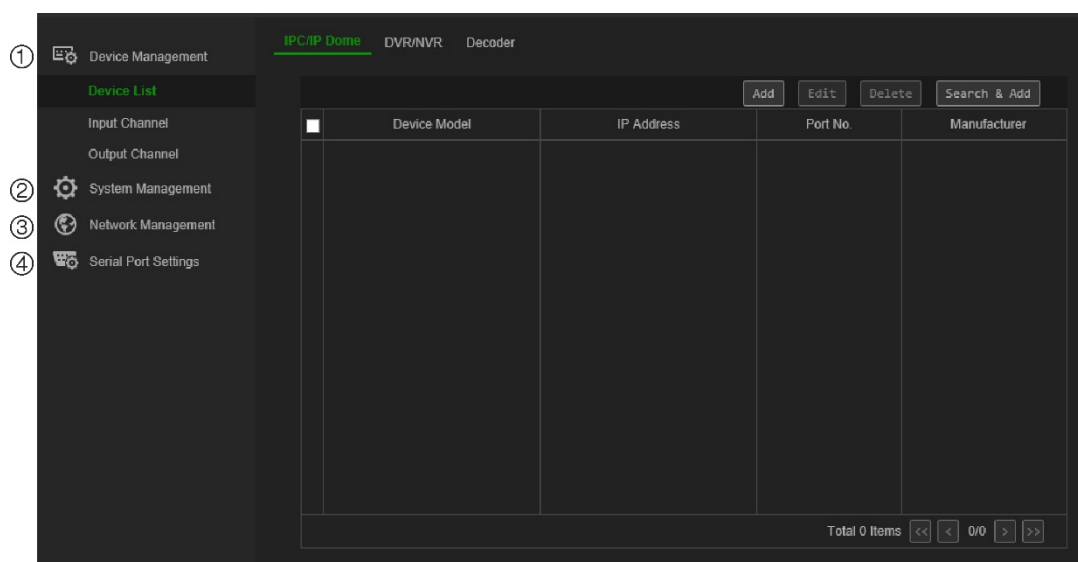 IPC/IP Dome DVR/NVR Decoder
① Device Management
Device List
Add Edit Delete Search & Add
Input Channel
Device Model IP Address Port No. Manufacturer
Output Channel
② System Management
③ Network Management
④ Serial Port Settings
Total 0 Items << < 0/0 > >>